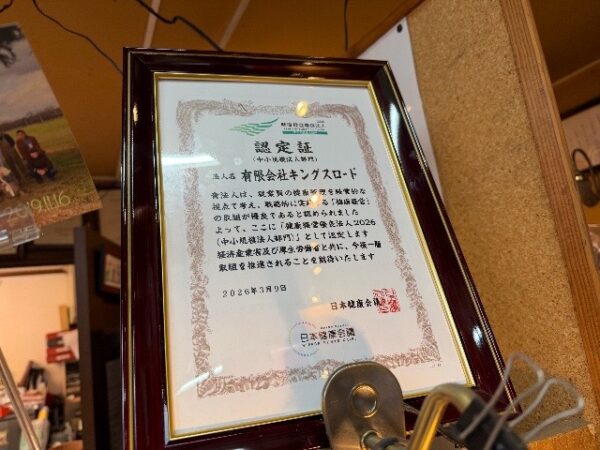 2019.11.16
健康経営優良法人
認定証
（中小規模法人部門）
法人名 有限会社キングスロード
貴法人は、従業員の健康管理を経営的な
視点で考え、戦略的に実践する「健康経営」
の取組が優良であると認められました
よって、ここに「健康経営優良法人2026
（中小規模法人部門）」として認定します
経済産業省及び厚生労働省と共に、今後一層
取組を推進されることを期待いたします
2026年3月9日
日本健康会議
日本健康会議